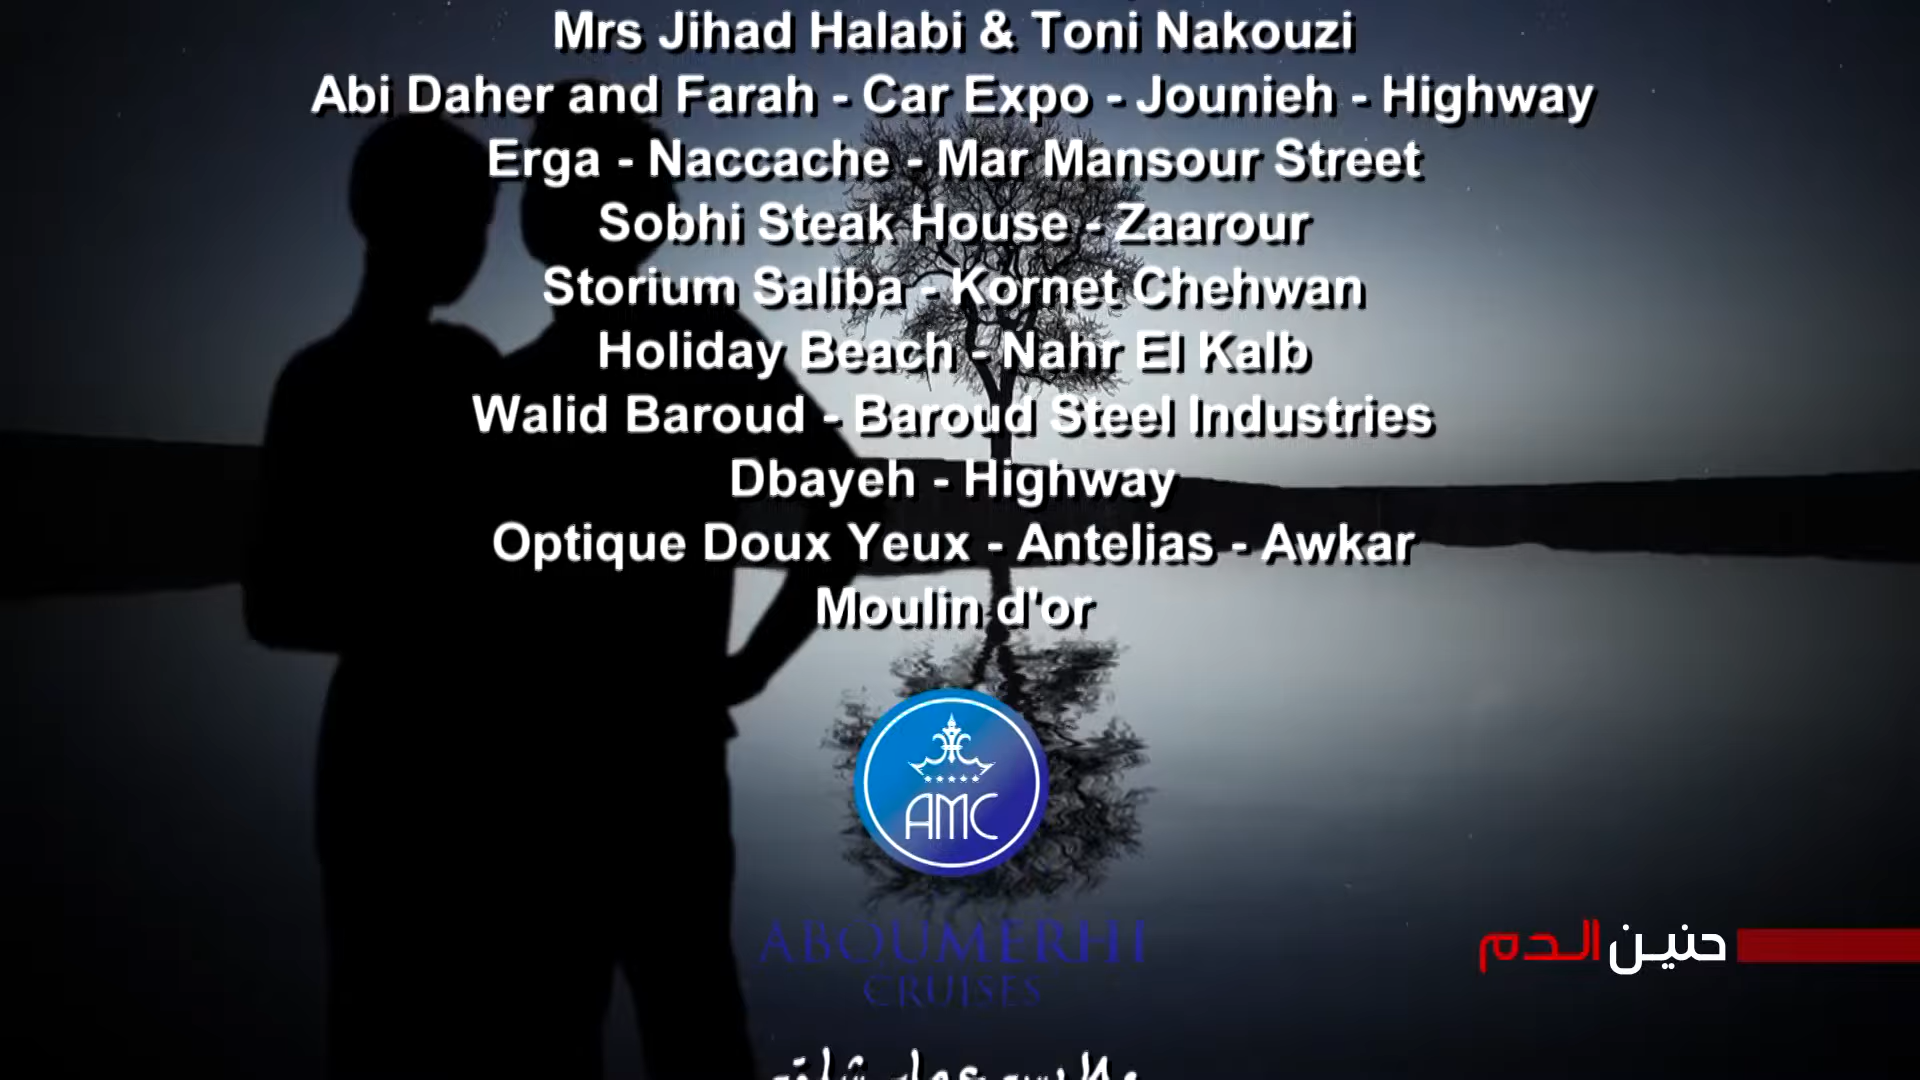 Mrs Jihad Halabi & Toni Nakouzi
Abi Daher and Farah - Car Expo - Jounieh - Highway
Erga - Naccache - Mar Mansour Street
Sobhi Steak House - Zaarour
Storium Saliba - Kornet Chehwan
Holiday Beach - Nahr El Kalb
Walid Baroud - Baroud Steel Industries
Dbayeh - Highway
Optique Doux Yeux - Antelias - Awkar
Moulin d'or
AMC
ABOUMERHI
CRUISES
حنين الدم